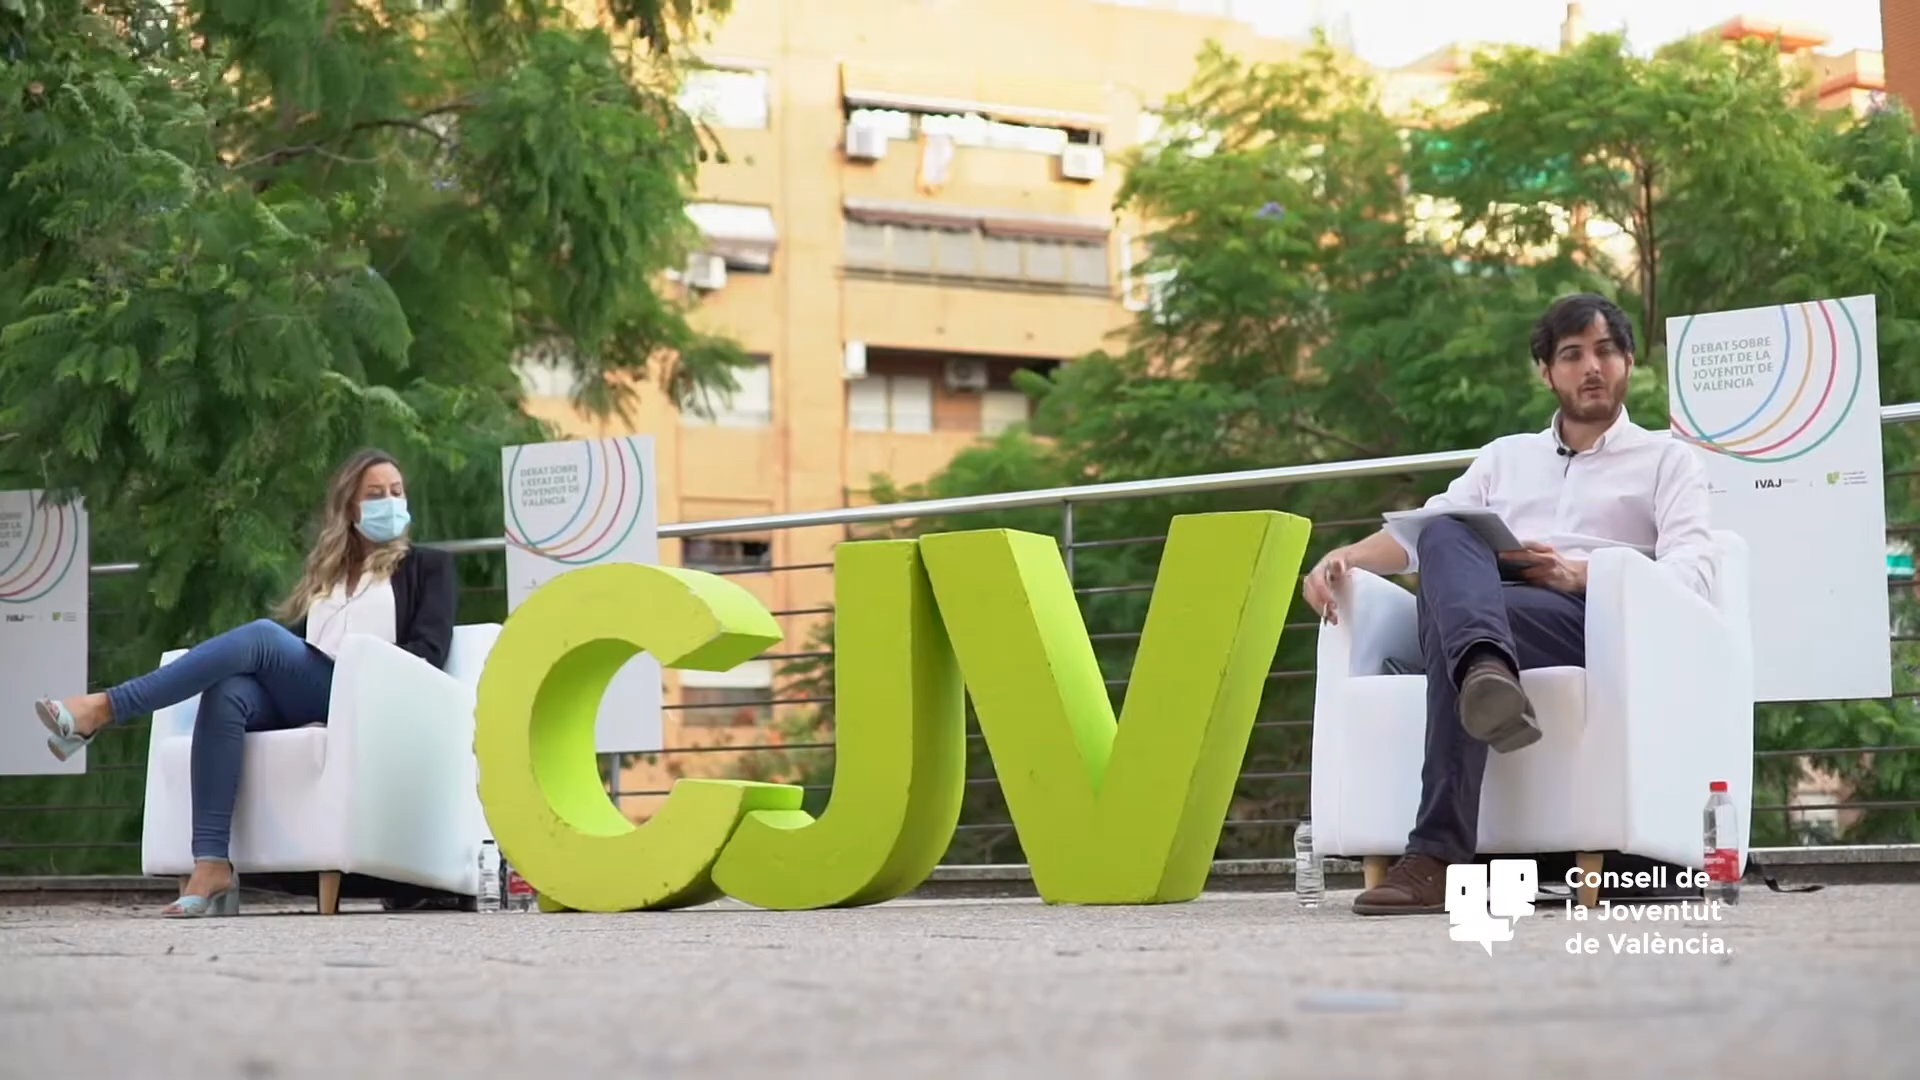 DEBAT SOBRE
L'ESTAT DE LA
JOVENTUT DE
VALÈNCIA
IVAJ
DEBAT SOBRE
L'ESTAT DE LA
JOVENTUT DE
VALÈNCIA
IVAJ
CJV
Consell de
la Joventut
de València.